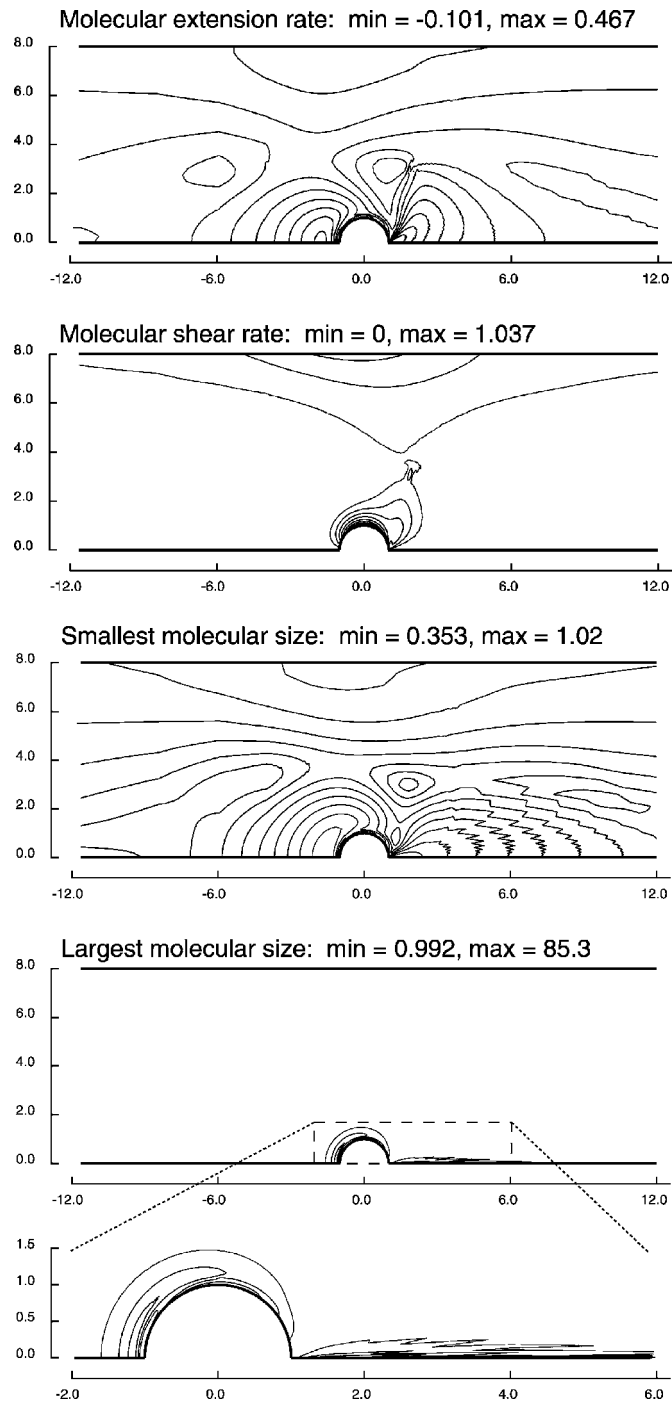 Molecular extension rate: min = -0.101, max = 0.467
8.0
6.0
4.0
2.0
0.0
-12.0 -6.0 0.0 6.0 12.0
Molecular shear rate: min = 0, max = 1.037
8.0
6.0
4.0
2.0
0.0
-12.0 -6.0 0.0 6.0 12.0
Smallest molecular size: min = 0.353, max = 1.02
8.0
6.0
4.0
2.0
0.0
-12.0 -6.0 0.0 6.0 12.0
Largest molecular size: min = 0.992, max = 85.3
8.0
6.0
4.0
2.0
0.0
-12.0 -6.0 0.0 6.0 12.0
1.5
1.0
0.5
0.0
-2.0 0.0 2.0 4.0 6.0